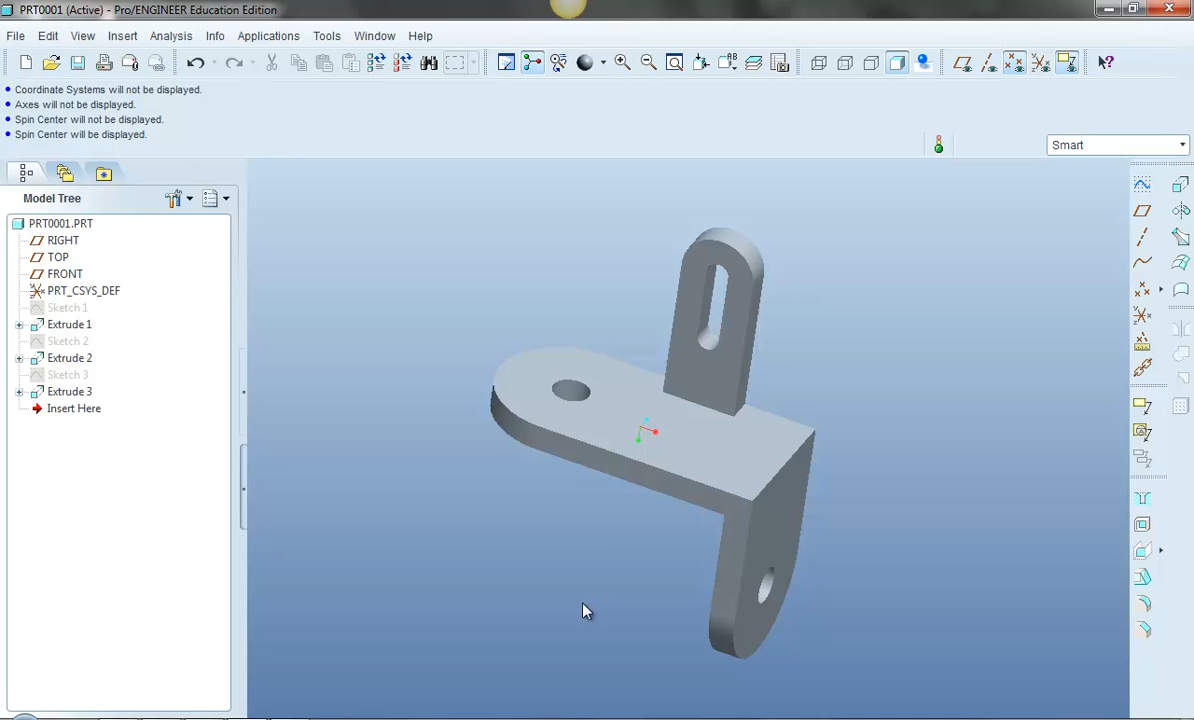 PRT0001 (Active) - Pro/ENGINEER Education Edition
File Edit View Insert Analysis Info Applications Tools Window Help
Coordinate Systems will not be displayed.
Axes will not be displayed.
Spin Center will not be displayed.
Spin Center will be displayed.
Smart
Model Tree
PRT0001.PRT
RIGHT
TOP
FRONT
PRT_CSYS_DEF
Sketch 1
Extrude 1
Sketch 2
Extrude 2
Sketch 3
Extrude 3
Insert Here